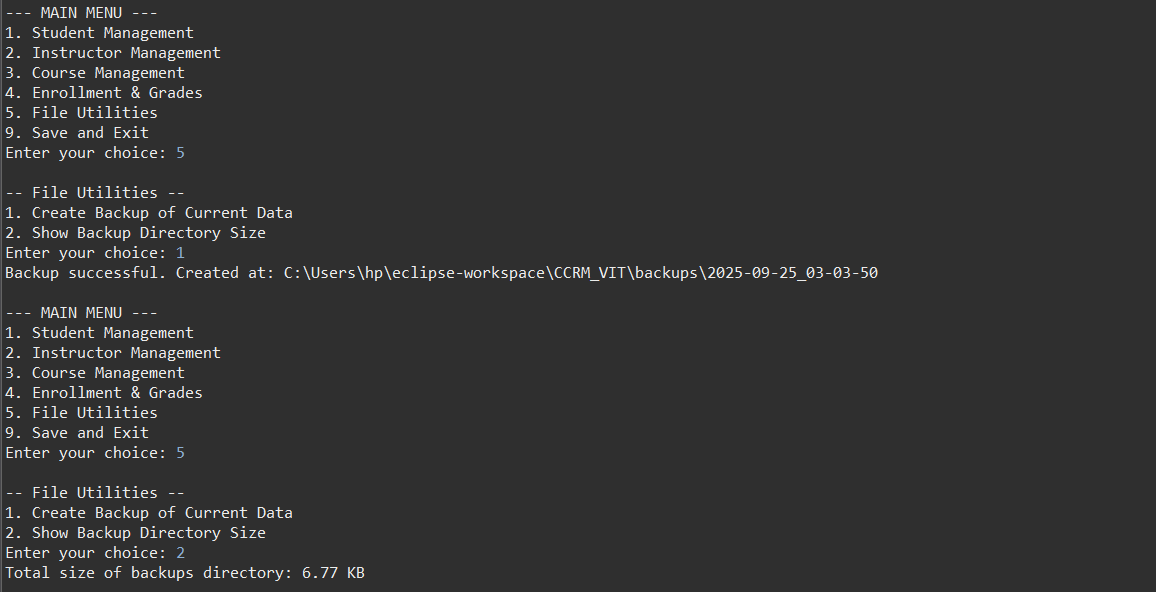 --- MAIN MENU ---
1. Student Management
2. Instructor Management
3. Course Management
4. Enrollment & Grades
5. File Utilities
9. Save and Exit
Enter your choice: 5
-- File Utilities --
1. Create Backup of Current Data
2. Show Backup Directory Size
Enter your choice: 1
Backup successful. Created at: C:\Users\hp\eclipse-workspace\CCRM_VIT\backups\2025-09-25_03-03-50
--- MAIN MENU ---
1. Student Management
2. Instructor Management
3. Course Management
4. Enrollment & Grades
5. File Utilities
9. Save and Exit
Enter your choice: 5
-- File Utilities --
1. Create Backup of Current Data
2. Show Backup Directory Size
Enter your choice: 2
Total size of backups directory: 6.77 KB